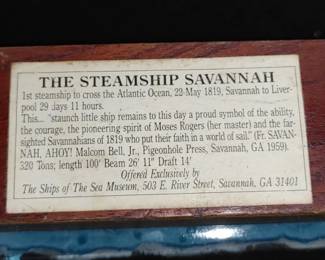 THE STEAMSHIP SAVANNAH
1st steamship to cross the Atlantic Ocean, 22 May 1819, Savannah to Liver-
pool 29 days 11 hours.
This... "staunch little ship remains to this day a proud symbol of the ability,
the courage, the pioneering spirit of Moses Rogers (her master) and the far-
sighted Savannahians of 1819 who put their faith in a world of sail." (Fr. SAVAN-
NAH, AHOY! Malcom Bell, Jr., Pigeonhole Press, Savannah, GA 1959).
320 Tons; length 100' Beam 26' 11" Draft 14'
Offered Exclusively by
The Ships of The Sea Museum, 503 E. River Street, Savannah, GA 31401